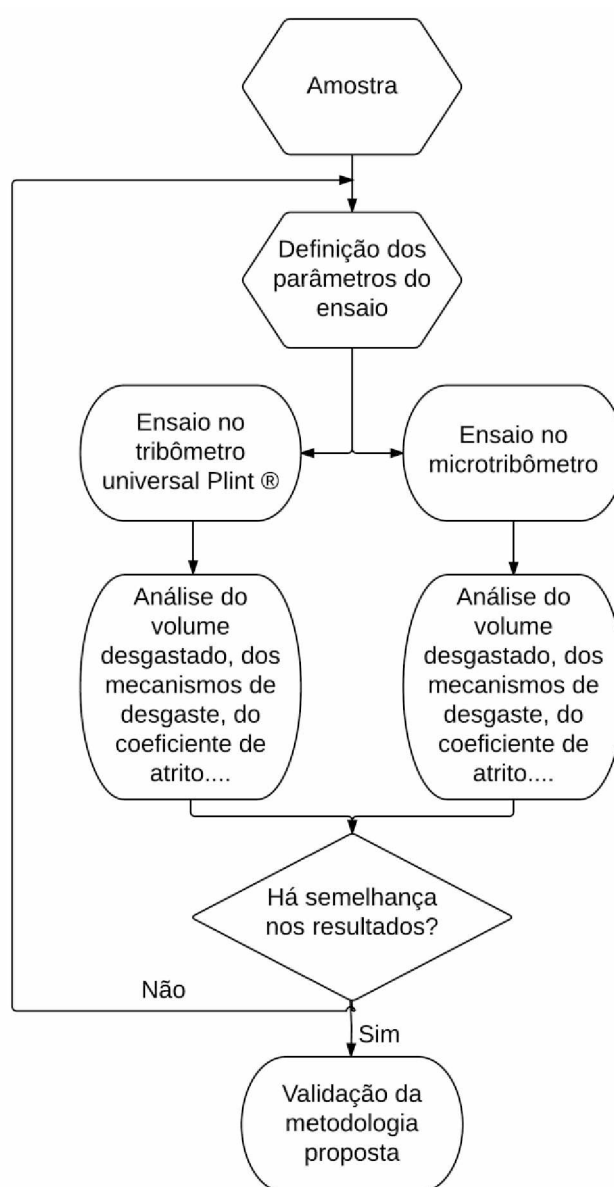 Amostra
Definição dos
parâmetros do
ensaio
Ensaio no
tribômetro
universal Plint ®
Ensaio no
microtribômetro
Análise do
volume
desgastado, dos
mecanismos de
desgaste, do
coeficiente de
atrito....
Análise do
volume
desgastado, dos
mecanismos de
desgaste, do
coeficiente de
atrito....
Há semelhança
nos resultados?
Não
Sim
Validação da
metodologia
proposta